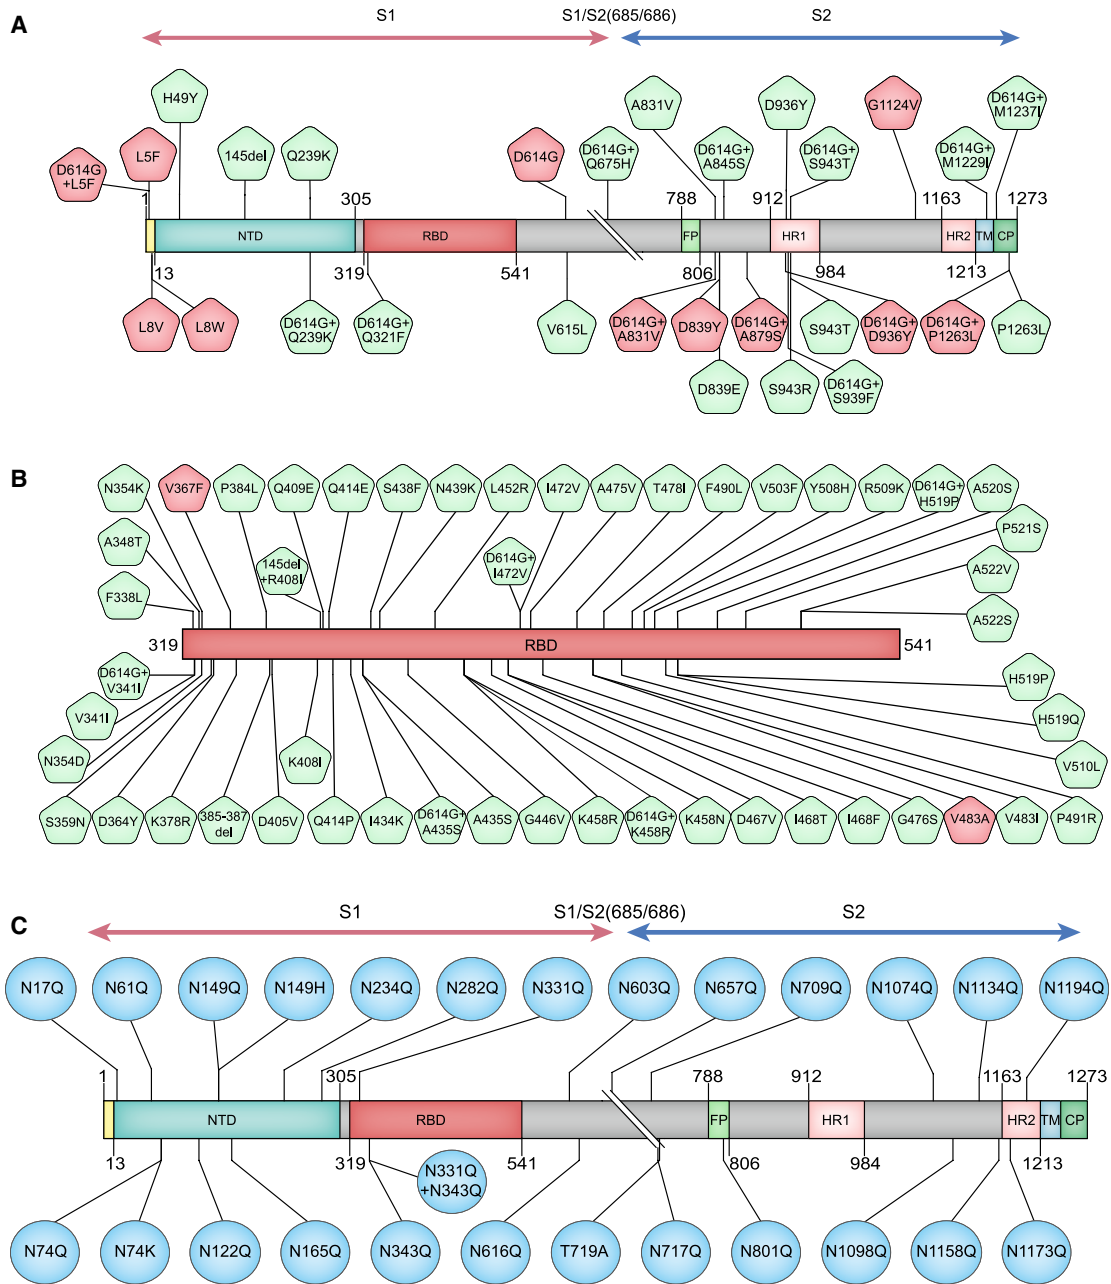 A
S1
S1/S2(685/686)
S2
H49Y
A831V
D936Y
G1124V
D614G+
M1237I
D614G
+L5F
L5F
145del
Q239K
D614G
D614G+
Q675H
D614G+
A845S
D614G+
S943T
D614G+
M1229I
1
305
788
912
1163
1273
NTD
RBD
FP
HR1
HR2
TM
CP
13
319
541
806
984
1213
L8V
L8W
D614G+
Q239K
D614G+
Q321F
V615L
D614G+
A831V
D839Y
D614G+
A879S
S943T
D614G+
D936Y
D614G+
P1263L
P1263L
D839E
S943R
D614G+
S939F
B
N354K
V367F
P384L
Q409E
Q414E
S438F
N439K
L452R
I472V
A475V
T478I
F490L
V503F
Y508H
R509K
D614G+
H519P
A520S
A348T
145del
+R408I
D614G+
I472V
P521S
F338L
A522V
A522S
319
RBD
541
D614G+
V341I
H519P
V341I
H519Q
N354D
K408I
V510L
S359N
D364Y
K378R
385-387
del
D405V
Q414P
I434K
D614G+
A435S
A435S
G446V
K458R
D614G+
K458R
K458N
D467V
I468T
I468F
G476S
V483A
V483I
P491R
C
S1
S1/S2(685/686)
S2
N17Q
N61Q
N149Q
N149H
N234Q
N282Q
N331Q
N603Q
N657Q
N709Q
N1074Q
N1134Q
N1194Q
1
305
788
912
1163
1273
NTD
RBD
FP
HR1
HR2
TM
CP
13
319
541
806
984
1213
N331Q
+N343Q
N74Q
N74K
N122Q
N165Q
N343Q
N616Q
T719A
N717Q
N801Q
N1098Q
N1158Q
N1173Q